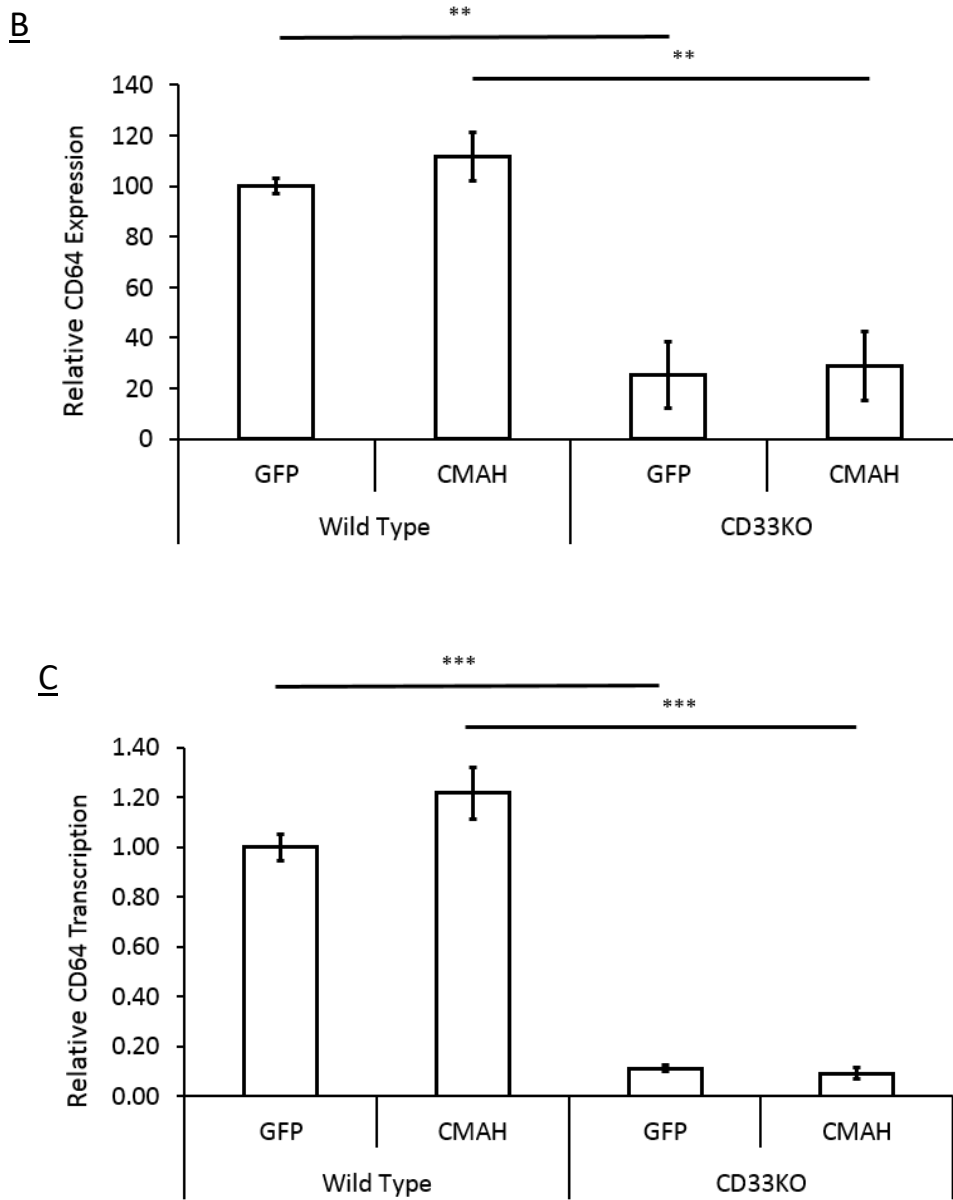 B
**
**
Relative CD64 Expression
140
120
100
80
60
40
20
0
GFP CMAH GFP CMAH
Wild Type CD33KO
C
***
***
Relative CD64 Transcription
1.40
1.20
1.00
0.80
0.60
0.40
0.20
0.00
GFP CMAH GFP CMAH
Wild Type CD33KO